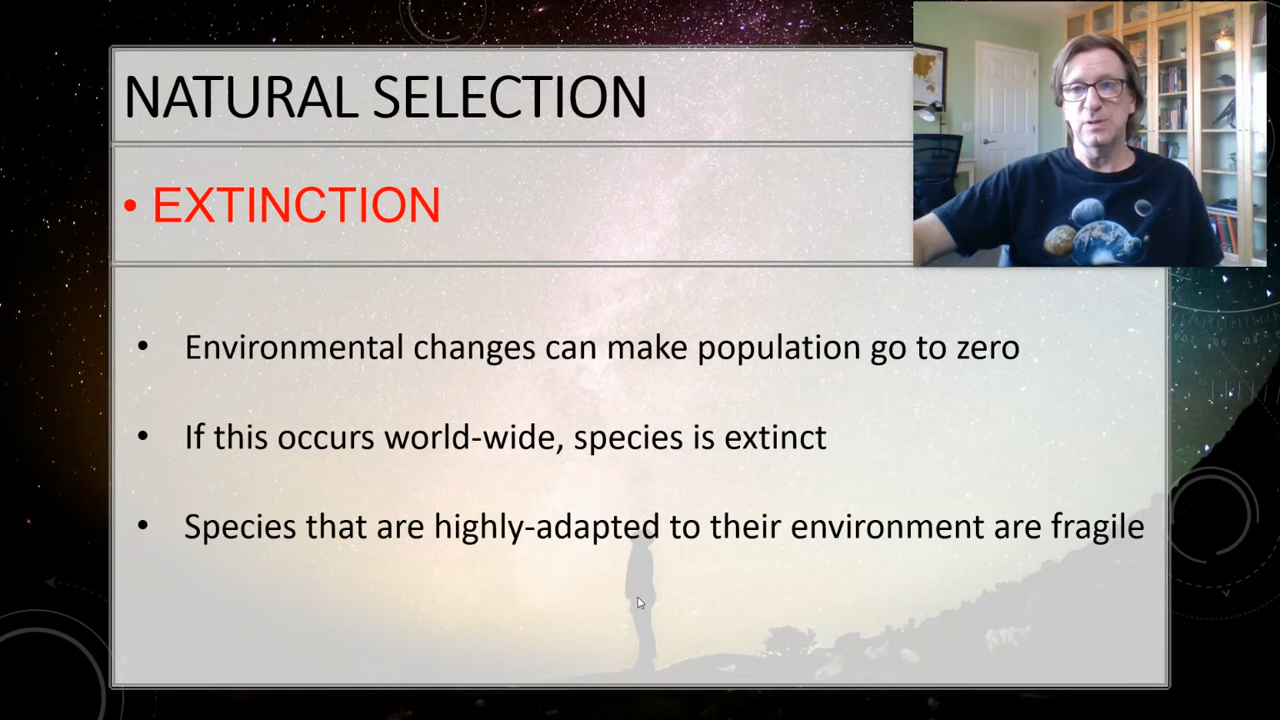 NATURAL SELECTION
• EXTINCTION
• Environmental changes can make population go to zero
• If this occurs world-wide, species is extinct
• Species that are highly-adapted to their environment are fragile